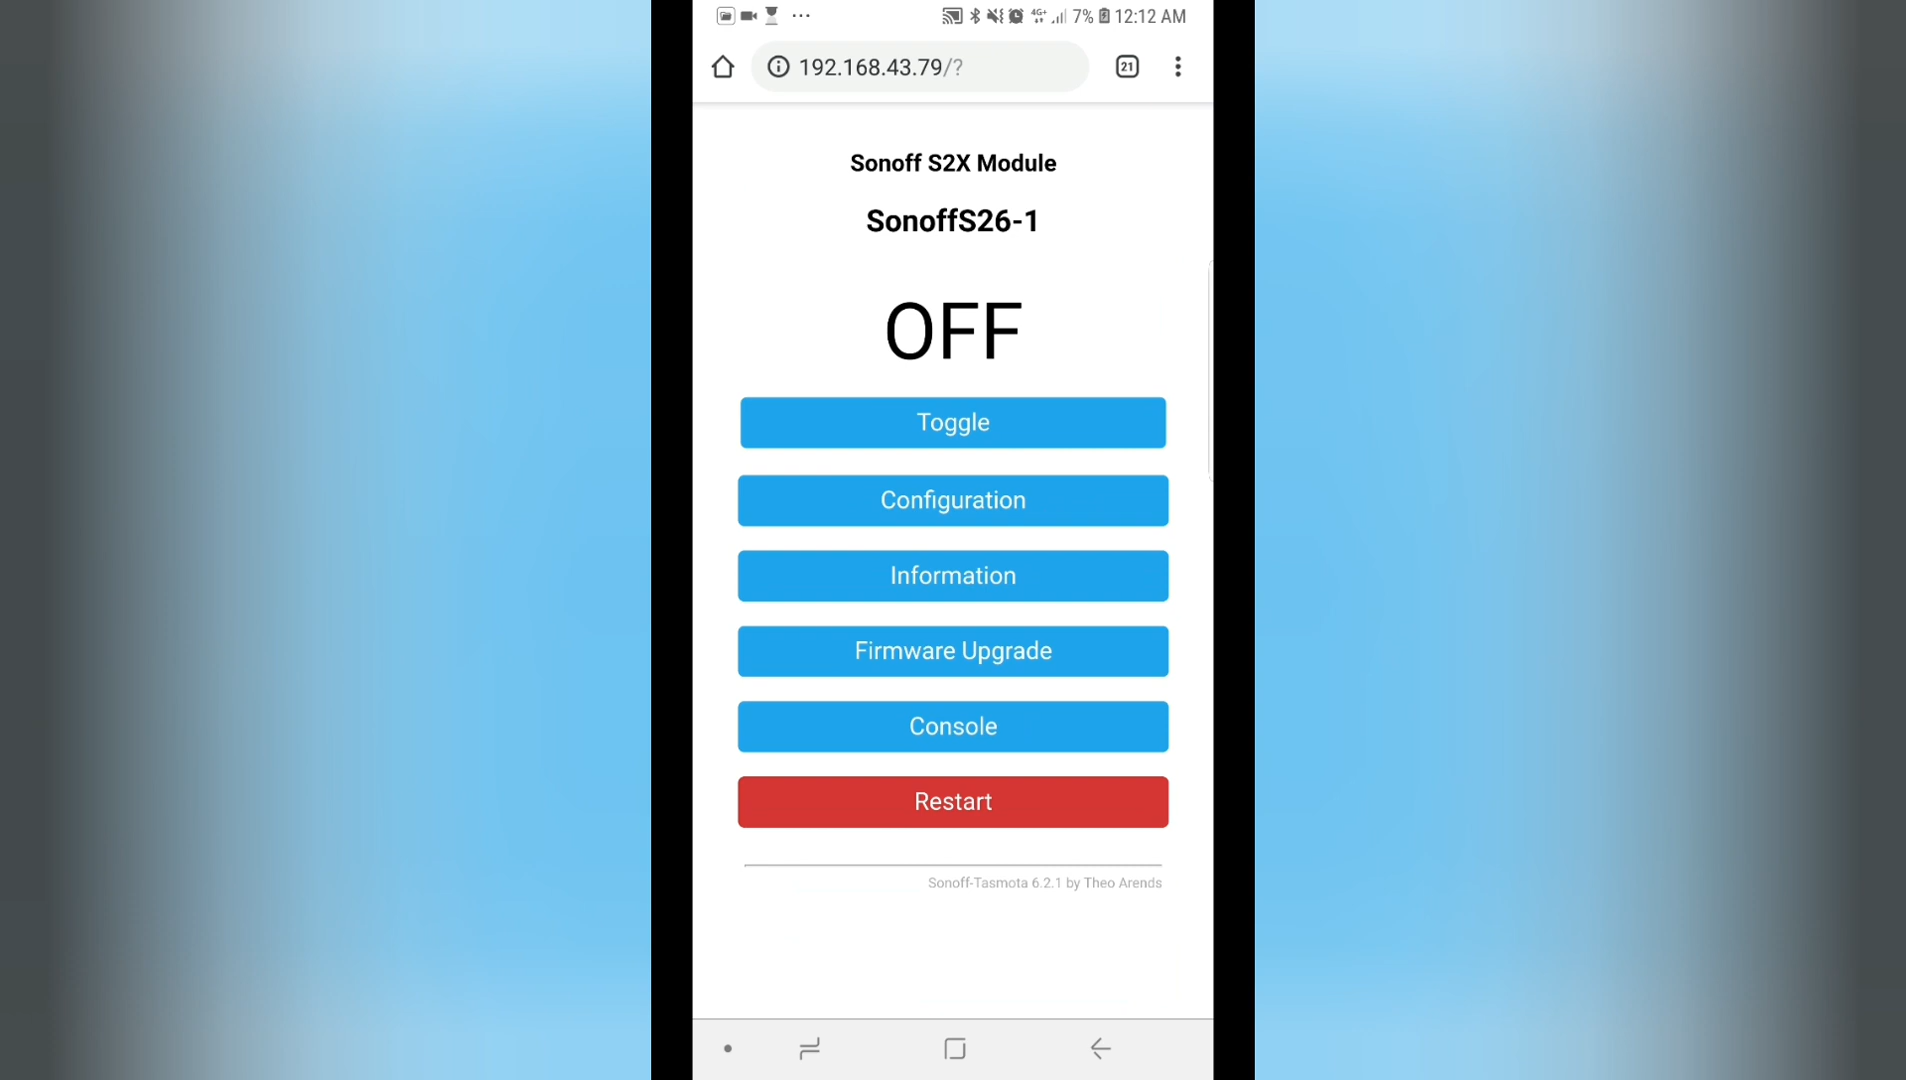 4G+ 7% 12:12 AM
192.168.43.79/? 21
Sonoff S2X Module
SonoffS26-1
OFF
Toggle
Configuration
Information
Firmware Upgrade
Console
Restart
Sonoff-Tasmota 6.2.1 by Theo Arends